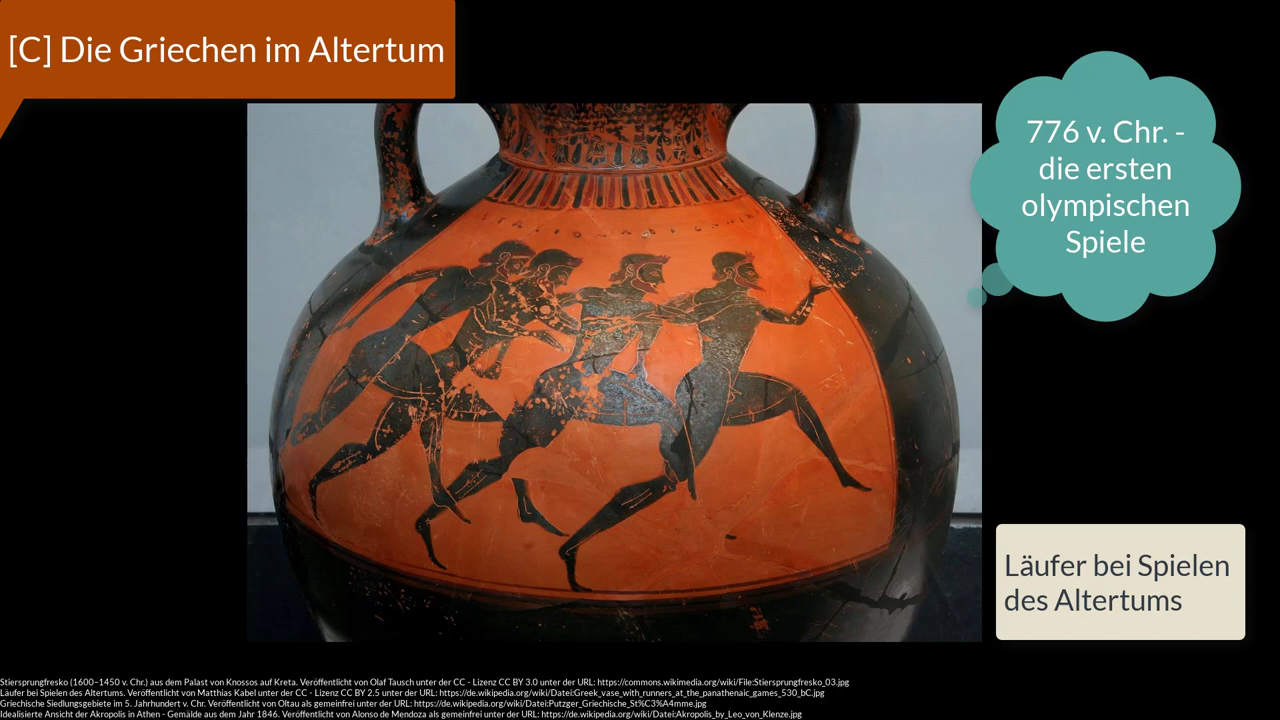 [C] Die Griechen im Altertum
776 v. Chr. -
die ersten
olympischen
Spiele
Läufer bei Spielen
des Altertums
Stiersprungfresko (1600–1450 v. Chr.) aus dem Palast von Knossos auf Kreta. Veröffentlicht von Olaf Tausch unter der CC - Lizenz CC BY 3.0 unter der URL: https://commons.wikimedia.org/wiki/File:Stiersprungfresko_03.jpg
Läufer bei Spielen des Altertums. Veröffentlicht von Matthias Kabel unter der CC - Lizenz CC BY 2.5 unter der URL: https://de.wikipedia.org/wiki/Datei:Greek_vase_with_runners_at_the_panathenaic_games_530_bC.jpg
Griechische Siedlungsgebiete im 5. Jahrhundert v. Chr. Veröffentlicht von Oltau als gemeinfrei unter der URL: https://de.wikipedia.org/wiki/Datei:Putzger_Griechische_St%C3%A4mme.jpg
Idealisierte Ansicht der Akropolis in Athen - Gemälde aus dem Jahr 1846. Veröffentlicht von Alonso de Mendoza als gemeinfrei unter der URL: https://de.wikipedia.org/wiki/Datei:Akropolis_by_Leo_von_Klenze.jpg